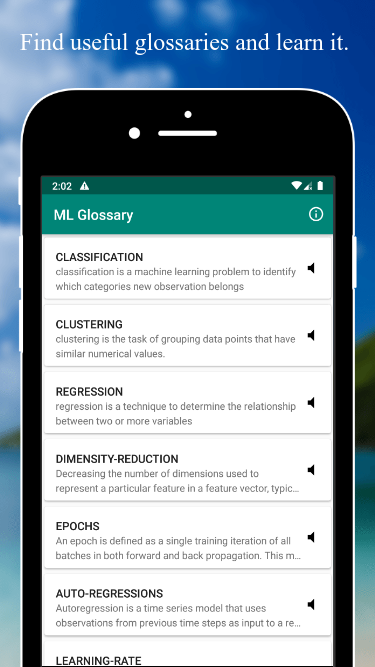 Find useful glossaries and learn it.
2:02
ML Glossary
CLASSIFICATION
classification is a machine learning problem to identify
which categories new observation belongs
CLUSTERING
clustering is the task of grouping data points that have
similar numerical values.
REGRESSION
regression is a technique to determine the relationship
between two or more variables
DIMENSITY-REDUCTION
Decreasing the number of dimensions used to
represent a particular feature in a feature vector, typic...
EPOCHS
An epoch is defined as a single training iteration of all
batches in both forward and back propagation. This m...
AUTO-REGRESSIONS
Autoregression is a time series model that uses
observations from previous time steps as input to a re...
LEARNING-RATE